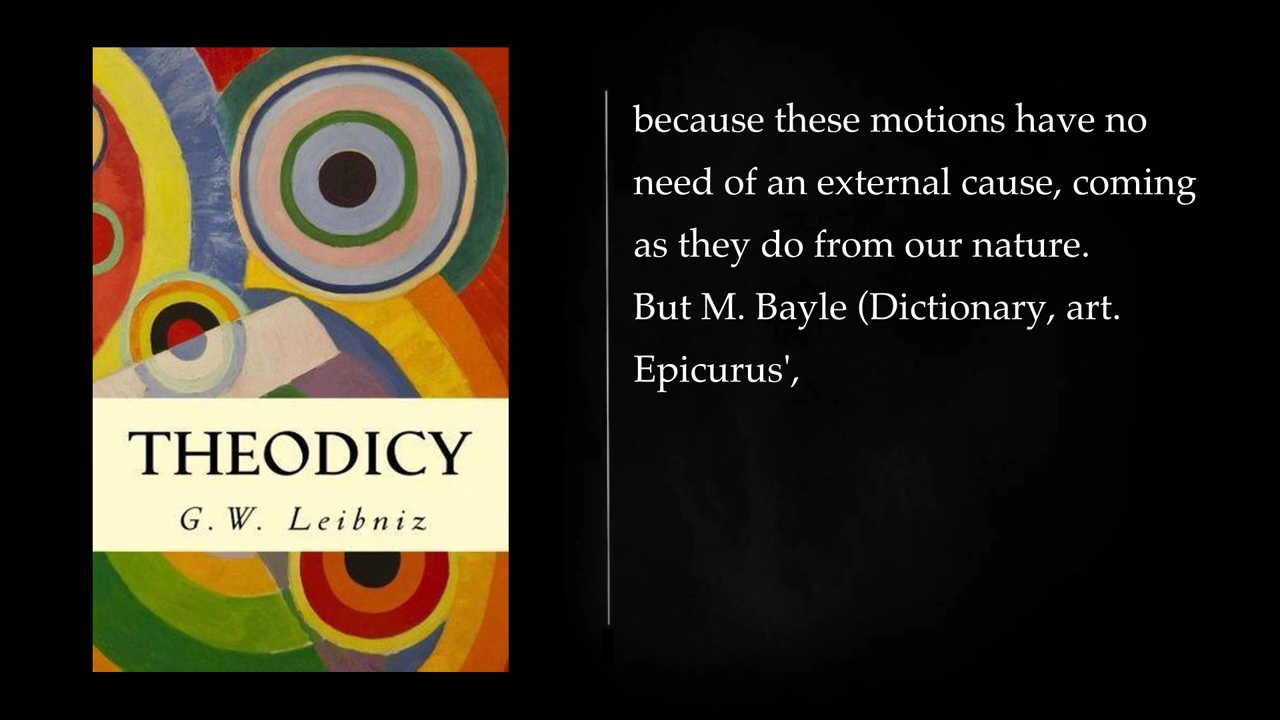 THEODICY
G. W. Leibniz
because these motions have no
need of an external cause, coming
as they do from our nature.
But M. Bayle (Dictionary, art.
Epicurus',